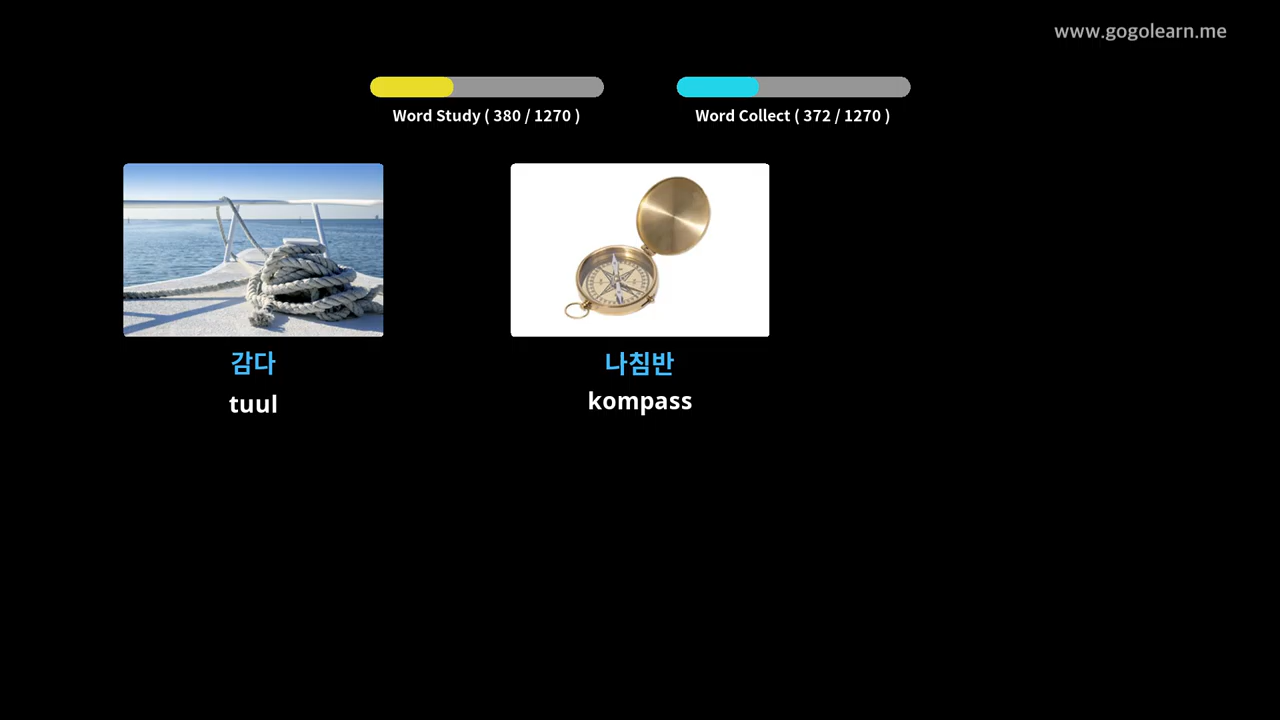 www.gogolearn.me
Word Study ( 380 / 1270 )
Word Collect ( 372 / 1270 )
감다
tuul
나침반
kompass